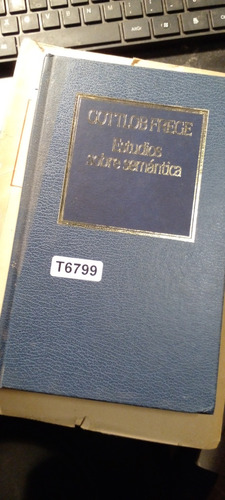 GOTTLOB FREGE
Estudios
sobre semántica
T6799